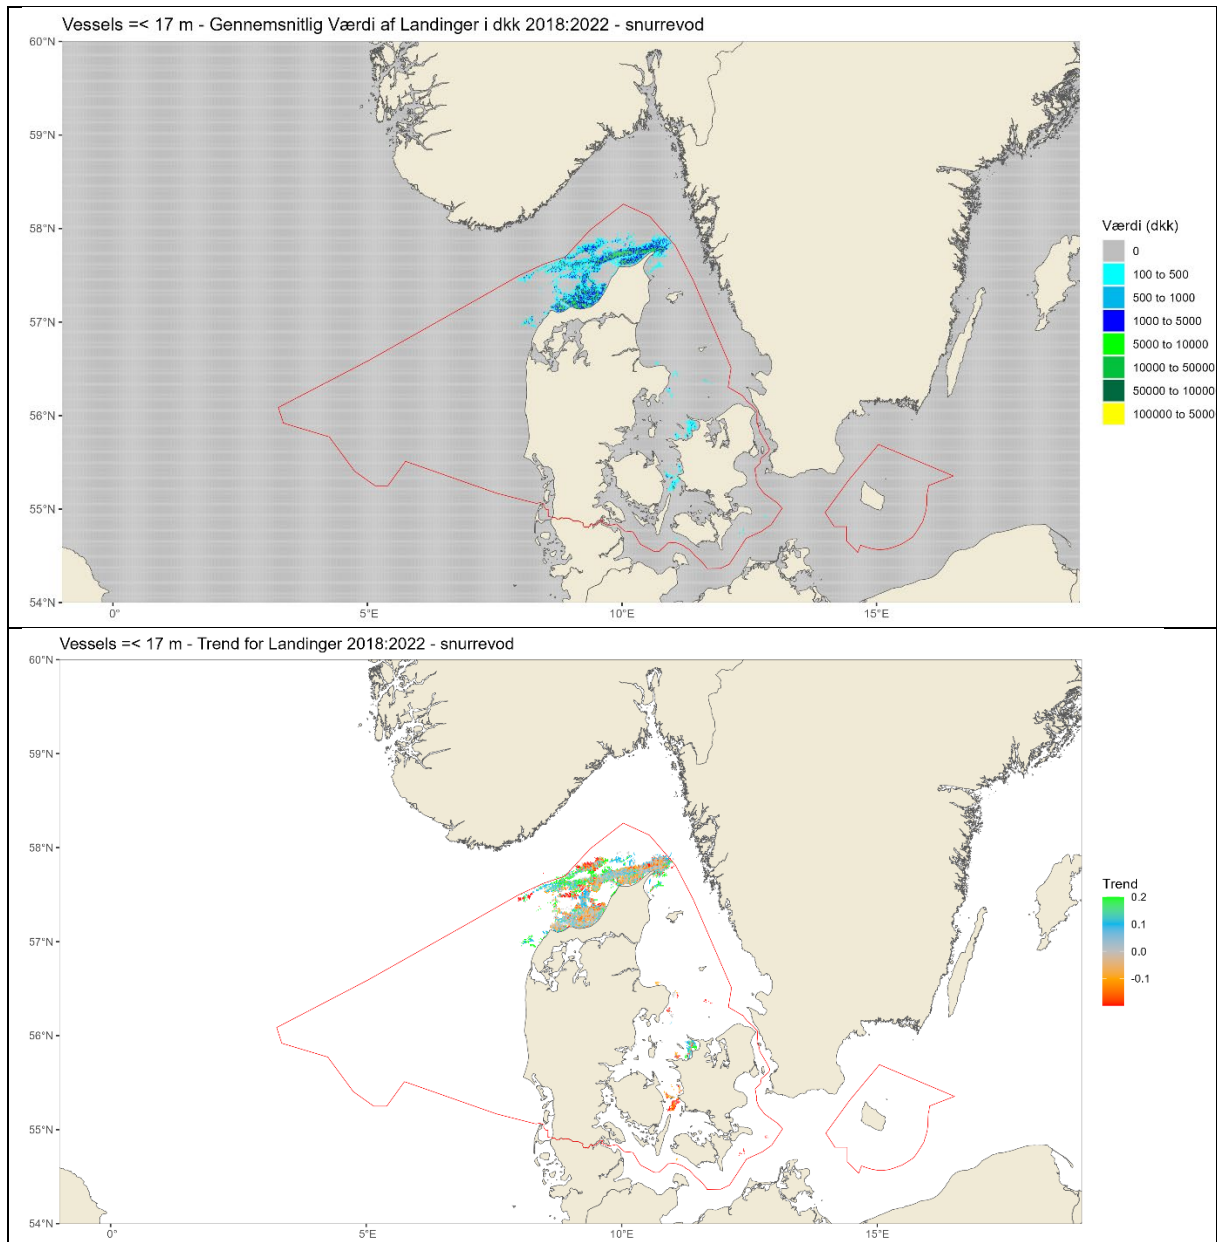 Vessels =< 17 m - Gennemsnitlig Værdi af Landinger i dkk 2018:2022 - snurrevod
60°N
59°N
58°N
57°N
56°N
55°N
54°N
0°
5°E
10°E
15°E
Værdi (dkk)
0
100 to 500
500 to 1000
1000 to 5000
5000 to 10000
10000 to 50000
50000 to 10000
100000 to 5000
Vessels =< 17 m - Trend for Landinger 2018:2022 - snurrevod
60°N
59°N
58°N
57°N
56°N
55°N
54°N
0°
5°E
10°E
15°E
Trend
0.2
0.1
0.0
-0.1